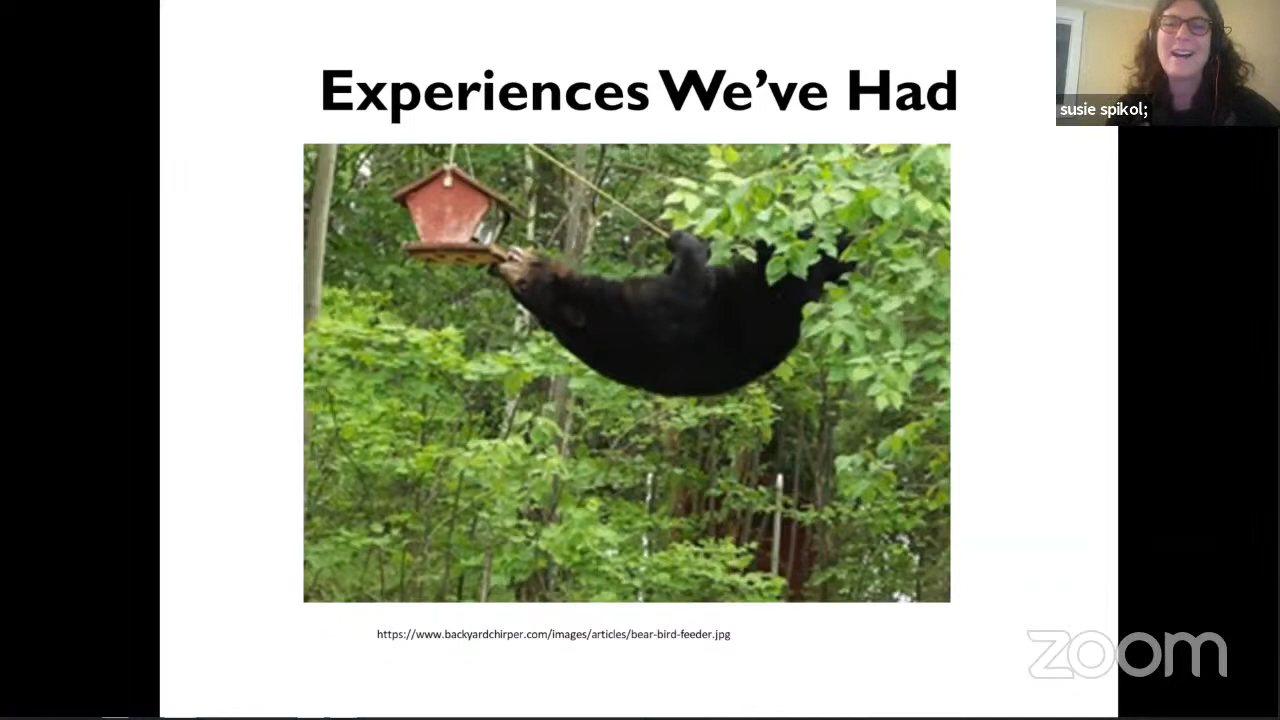 Experiences We’ve Had
susie spikol;
https://www.backyardchirper.com/images/articles/bear-bird-feeder.jpg
zoom